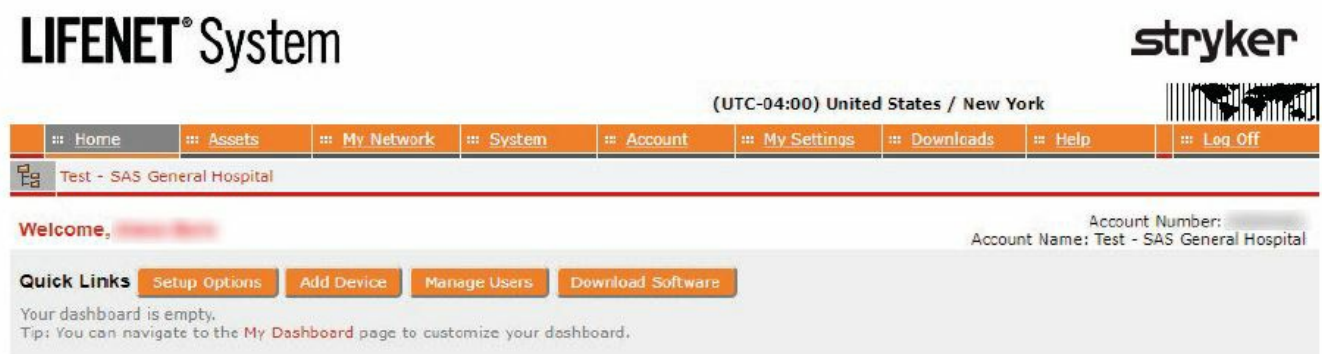 LIFENET® System
stryker
(UTC-04:00) United States / New York
Home Assets My Network System Account My Settings Downloads Help Log Off
Test - SAS General Hospital
Welcome,
Account Number:
Account Name: Test - SAS General Hospital
Quick Links Setup Options Add Device Manage Users Download Software
Your dashboard is empty.
Tip: You can navigate to the My Dashboard page to customize your dashboard.